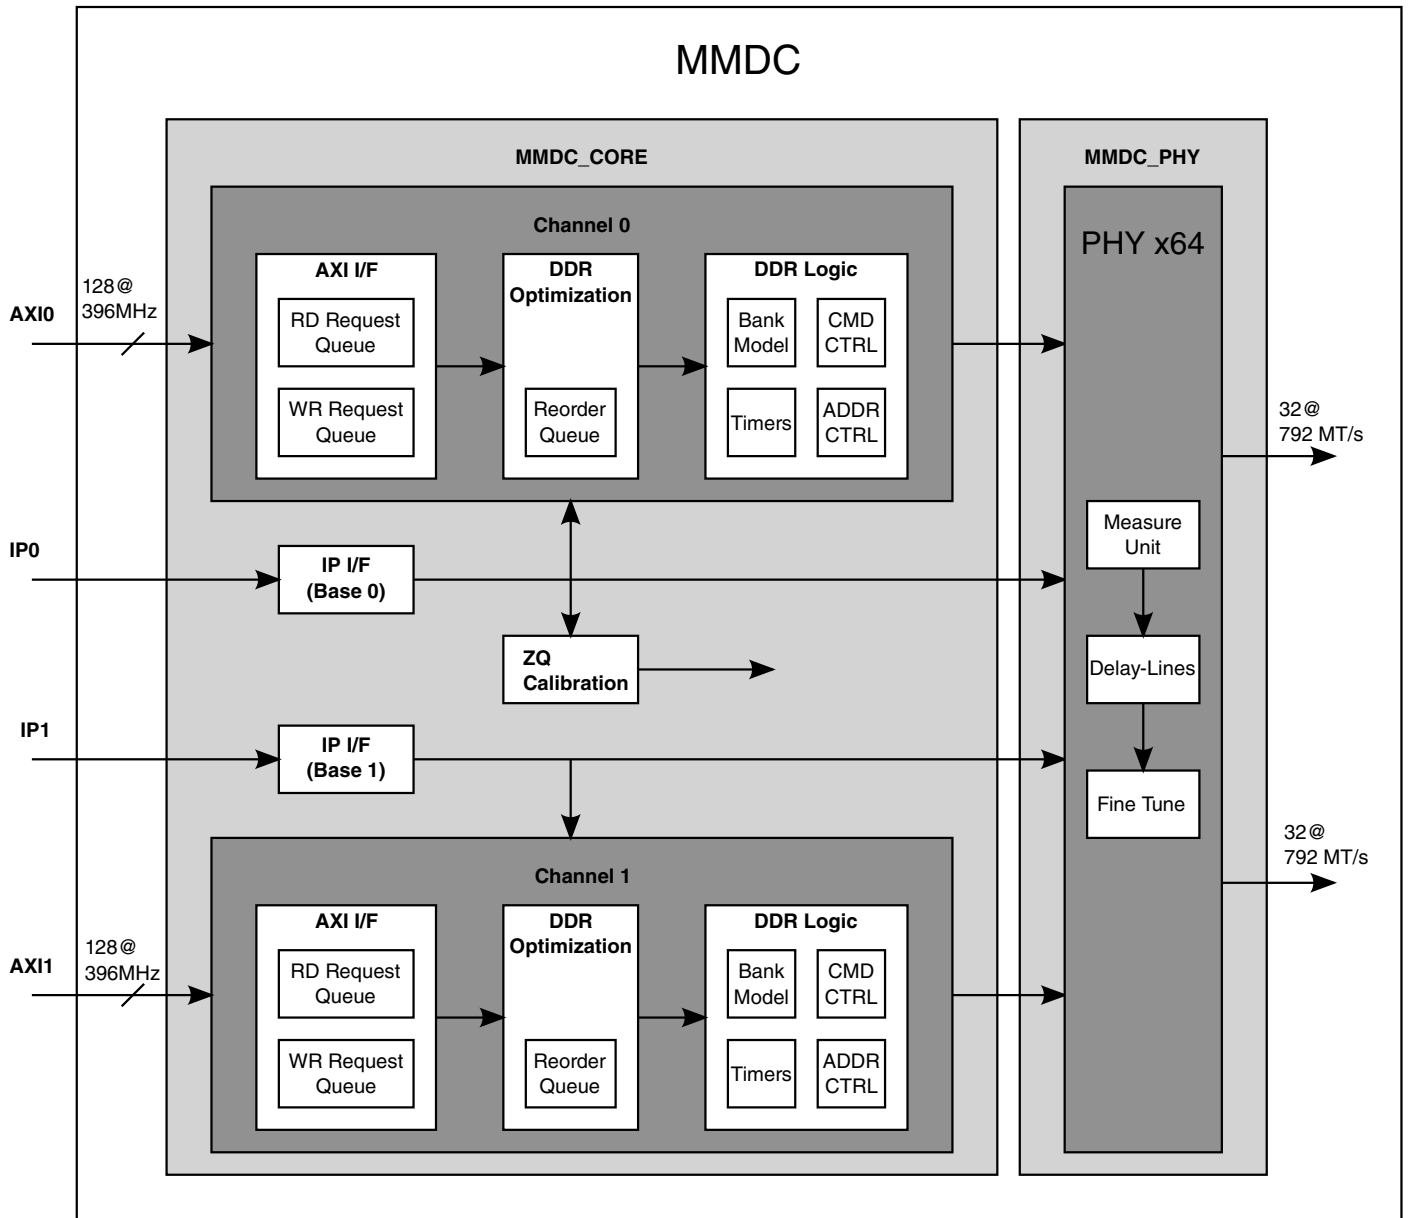 MMDC
MMDC_CORE
MMDC_PHY
Channel 0
PHY x64
AXI I/F
DDR
Optimization
DDR Logic
128@
396MHz
AXI0
RD Request
Queue
Bank
Model
CMD
CTRL
WR Request
Queue
Reorder
Queue
Timers
ADDR
CTRL
32@
792 MT/s
IP0
IP I/F
(Base 0)
Measure
Unit
ZQ
Calibration
Delay-Lines
IP1
IP I/F
(Base 1)
Fine Tune
32@
792 MT/s
Channel 1
AXI I/F
DDR
Optimization
DDR Logic
128@
396MHz
AXI1
RD Request
Queue
Bank
Model
CMD
CTRL
WR Request
Queue
Reorder
Queue
Timers
ADDR
CTRL